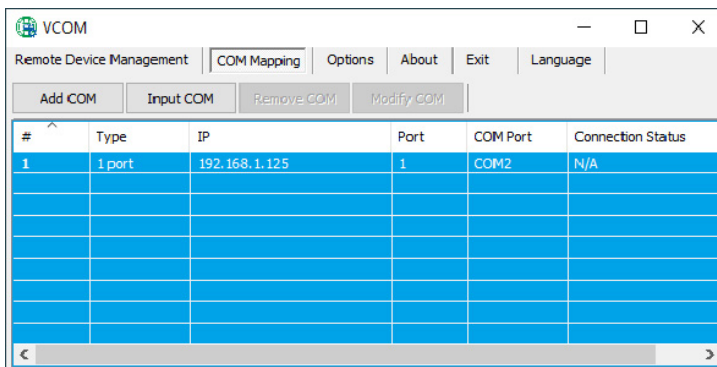 VCOM
Remote Device Management COM Mapping Options About Exit Language
Add COM Input COM Remove COM Modify COM
# Type IP Port COM Port Connection Status
1 1 port 192.168.1.125 1 COM2 N/A